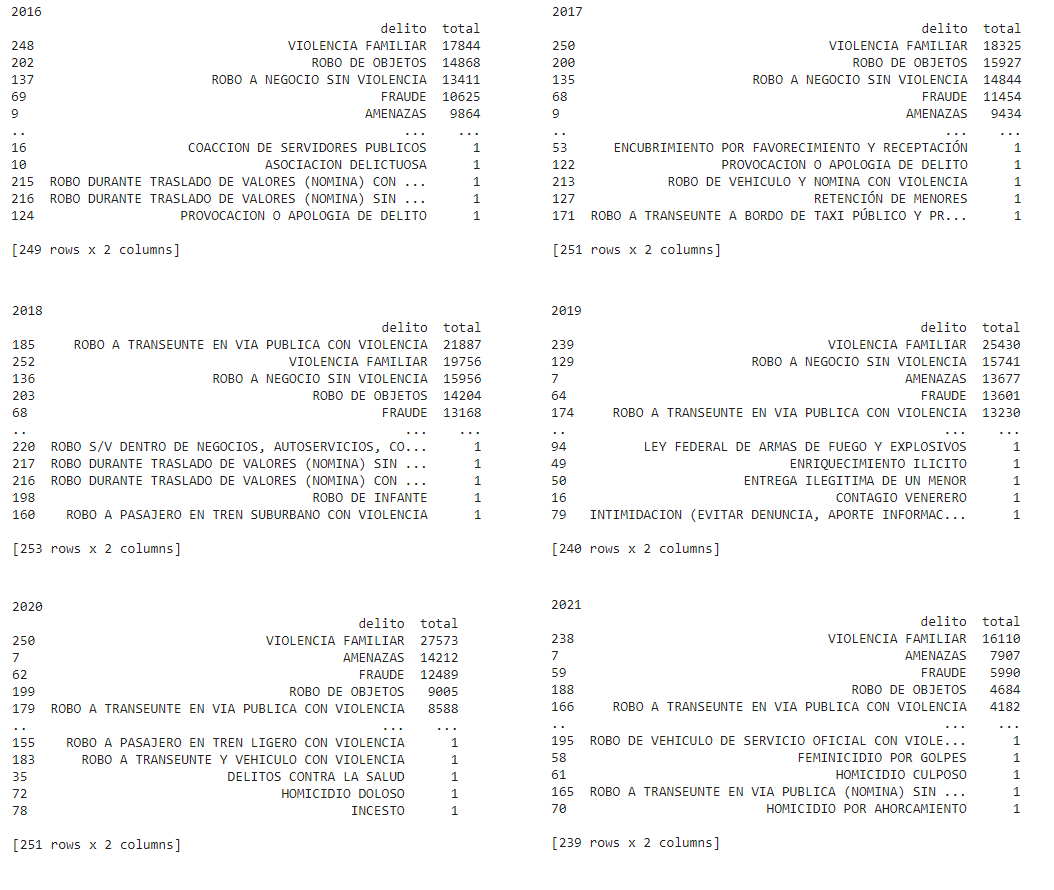 2016
delito total
248 VIOLENCIA FAMILIAR 17844
202 ROBO DE OBJETOS 14868
137 ROBO A NEGOCIO SIN VIOLENCIA 13411
69 FRAUDE 10625
9 AMENAZAS 9864
.. ... ...
16 COACCION DE SERVIDORES PUBLICOS 1
10 ASOCIACION DELICTUOSA 1
215 ROBO DURANTE TRASLADO DE VALORES (NOMINA) CON ... 1
216 ROBO DURANTE TRASLADO DE VALORES (NOMINA) SIN ... 1
124 PROVOCACION O APOLOGIA DE DELITO 1
[249 rows x 2 columns]
2017
delito total
250 VIOLENCIA FAMILIAR 18325
200 ROBO DE OBJETOS 15927
135 ROBO A NEGOCIO SIN VIOLENCIA 14844
68 FRAUDE 11454
9 AMENAZAS 9434
.. ... ...
53 ENCUBRIMIENTO POR FAVORECIMIENTO Y RECEPTACIÓN 1
122 PROVOCACION O APOLOGIA DE DELITO 1
213 ROBO DE VEHICULO Y NOMINA CON VIOLENCIA 1
127 RETENCIÓN DE MENORES 1
171 ROBO A TRANSEUNTE A BORDO DE TAXI PÚBLICO Y PR... 1
[251 rows x 2 columns]
2018
delito total
185 ROBO A TRANSEUNTE EN VIA PUBLICA CON VIOLENCIA 21887
252 VIOLENCIA FAMILIAR 19756
136 ROBO A NEGOCIO SIN VIOLENCIA 15956
203 ROBO DE OBJETOS 14204
68 FRAUDE 13168
.. ... ...
220 ROBO S/V DENTRO DE NEGOCIOS, AUTOSERVICIOS, CO... 1
217 ROBO DURANTE TRASLADO DE VALORES (NOMINA) SIN ... 1
216 ROBO DURANTE TRASLADO DE VALORES (NOMINA) CON ... 1
198 ROBO DE INFANTE 1
160 ROBO A PASAJERO EN TREN SUBURBANO CON VIOLENCIA 1
[253 rows x 2 columns]
2019
delito total
239 VIOLENCIA FAMILIAR 25430
129 ROBO A NEGOCIO SIN VIOLENCIA 15741
7 AMENAZAS 13677
64 FRAUDE 13601
174 ROBO A TRANSEUNTE EN VIA PUBLICA CON VIOLENCIA 13230
.. ... ...
94 LEY FEDERAL DE ARMAS DE FUEGO Y EXPLOSIVOS 1
49 ENRIQUECIMIENTO ILICITO 1
50 ENTREGA ILEGITIMA DE UN MENOR 1
16 CONTAGIO VENEREO 1
79 INTIMIDACION (EVITAR DENUNCIA, APORTE INFORMAC... 1
[240 rows x 2 columns]
2020
delito total
250 VIOLENCIA FAMILIAR 27573
7 AMENAZAS 14212
62 FRAUDE 12489
199 ROBO DE OBJETOS 9005
179 ROBO A TRANSEUNTE EN VIA PUBLICA CON VIOLENCIA 8588
.. ... ...
155 ROBO A PASAJERO EN TREN LIGERO CON VIOLENCIA 1
183 ROBO A TRANSEUNTE Y VEHICULO CON VIOLENCIA 1
35 DELITOS CONTRA LA SALUD 1
72 HOMICIDIO DOLOSO 1
78 INCESTO 1
[251 rows x 2 columns]
2021
delito total
238 VIOLENCIA FAMILIAR 16110
7 AMENAZAS 7907
59 FRAUDE 5990
188 ROBO DE OBJETOS 4684
166 ROBO A TRANSEUNTE EN VIA PUBLICA CON VIOLENCIA 4182
.. ... ...
195 ROBO DE VEHICULO DE SERVICIO OFICIAL CON VIOLE... 1
58 FEMINICIDIO POR GOLPES 1
61 HOMICIDIO CULPOSO 1
165 ROBO A TRANSEUNTE EN VIA PUBLICA (NOMINA) SIN ... 1
70 HOMICIDIO POR AHORCAMIENTO 1
[239 rows x 2 columns]